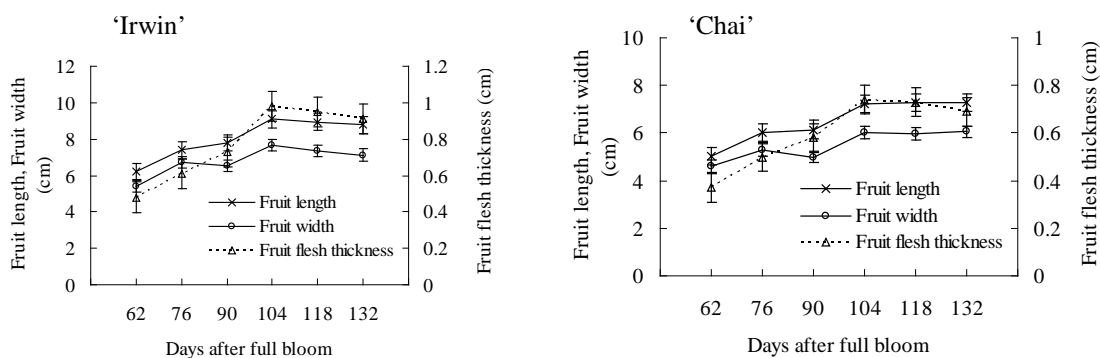 ‘Irwin’
Fruit length, Fruit width
(cm)
12
10
8
6
4
2
0
1.2
1
0.8
0.6
0.4
0.2
0
Fruit flesh thickness (cm)
Fruit length
Fruit width
Fruit flesh thickness
62 76 90 104 118 132
Days after full bloom
‘Chai’
Fruit length, Fruit width
(cm)
10
8
6
4
2
0
1
0.8
0.6
0.4
0.2
0
Fruit flesh thickness (cm)
Fruit length
Fruit width
Fruit flesh thickness
62 76 90 104 118 132
Days after full bloom